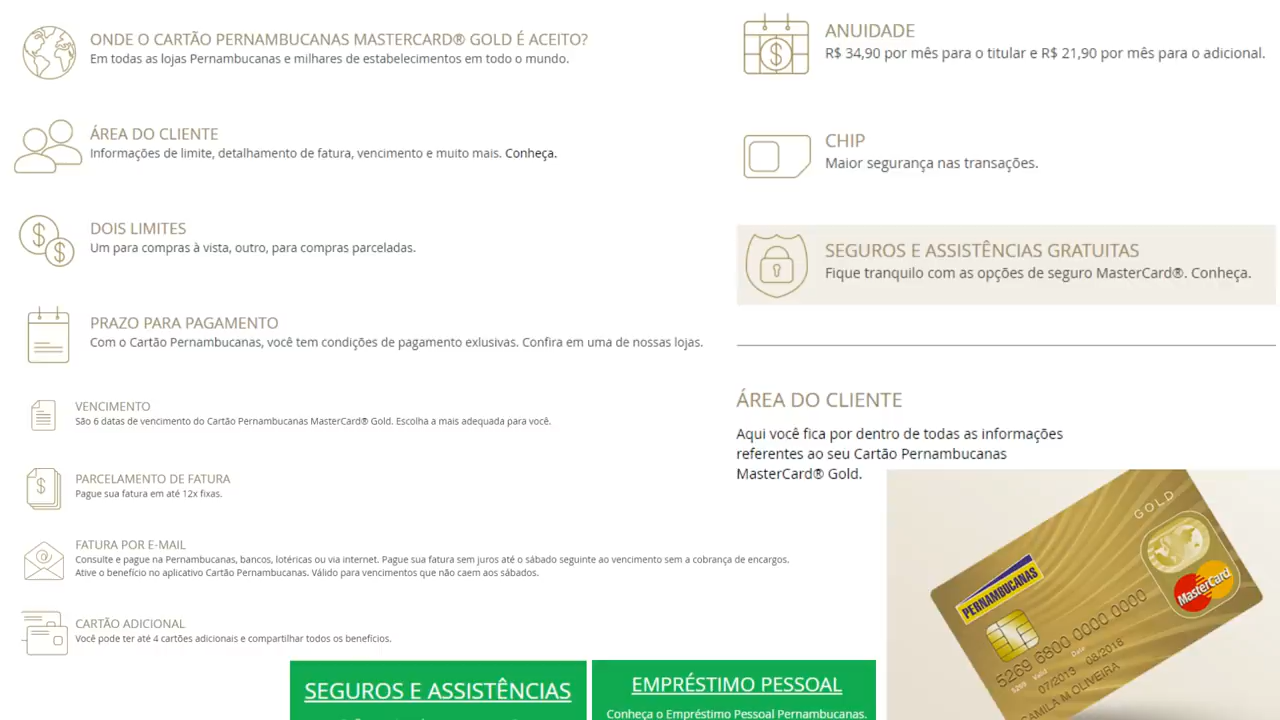 ONDE O CARTÃO PERNAMBUCANAS MASTERCARD® GOLD É ACEITO?
Em todas as lojas Pernambucanas e milhares de estabelecimentos em todo o mundo.
ÁREA DO CLIENTE
Informações de limite, detalhamento de fatura, vencimento e muito mais. Conheça.
DOIS LIMITES
Um para compras à vista, outro, para compras parceladas.
PRAZO PARA PAGAMENTO
Com o Cartão Pernambucanas, você tem condições de pagamento exlusivas. Confira em uma de nossas lojas.
VENCIMENTO
São 6 datas de vencimento do Cartão Pernambucanas MasterCard® Gold. Escolha a mais adequada para você.
PARCELAMENTO DE FATURA
Pague sua fatura em até 12x fixas.
FATURA POR E-MAIL
Consulte e pague na Pernambucanas, bancos, lotéricas ou via internet. Pague sua fatura sem juros até o sábado seguinte ao vencimento sem a cobrança de encargos.
Ative o benefício no aplicativo Cartão Pernambucanas. Válido para vencimentos que não caem aos sábados.
CARTÃO ADICIONAL
Você pode ter até 4 cartões adicionais e compartilhar todos os benefícios.
SEGUROS E ASSISTÊNCIAS
EMPRÉSTIMO PESSOAL
Conheça o Empréstimo Pessoal Pernambucanas.
ANUIDADE
R$ 34,90 por mês para o titular e R$ 21,90 por mês para o adicional.
CHIP
Maior segurança nas transações.
SEGUROS E ASSISTÊNCIAS GRATUITAS
Fique tranquilo com as opções de seguro MasterCard®. Conheça.
ÁREA DO CLIENTE
Aqui você fica por dentro de todas as informações
referentes ao seu Cartão Pernambucanas
MasterCard® Gold.
GOLD
PERNAMBUCANAS
MasterCard
5269 6800 0000 0000
5269 Valid Date
07/2013 08/2018
CAMILA M OLIVEIRA